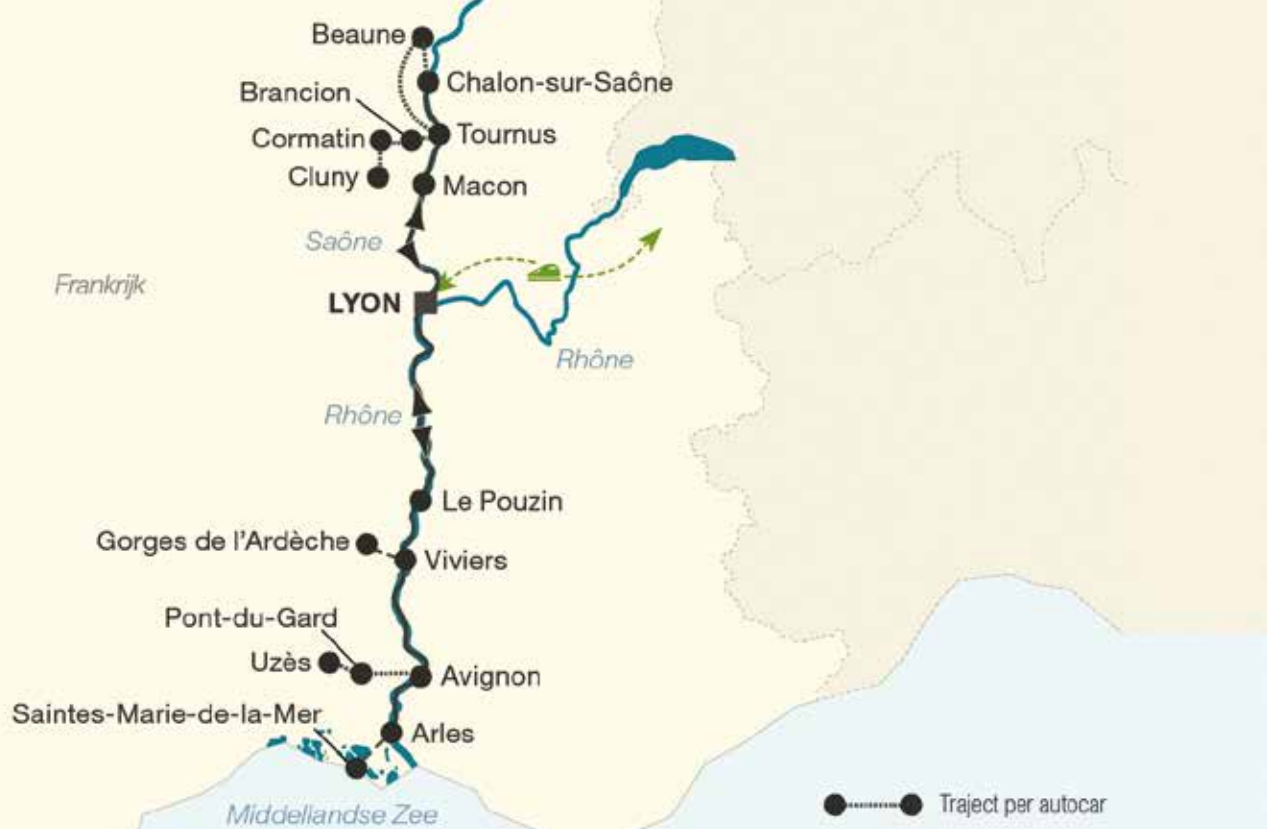 Beaune
Chalon-sur-Saône
Brancion
Cormatin
Tournus
Cluny
Macon
Saône
Frankrijk
LYON
Rhône
Rhône
Le Pouzin
Gorges de l'Ardèche
Viviers
Pont-du-Gard
Uzès
Avignon
Saintes-Marie-de-la-Mer
Arles
Middellandse Zee
Traject per autocar